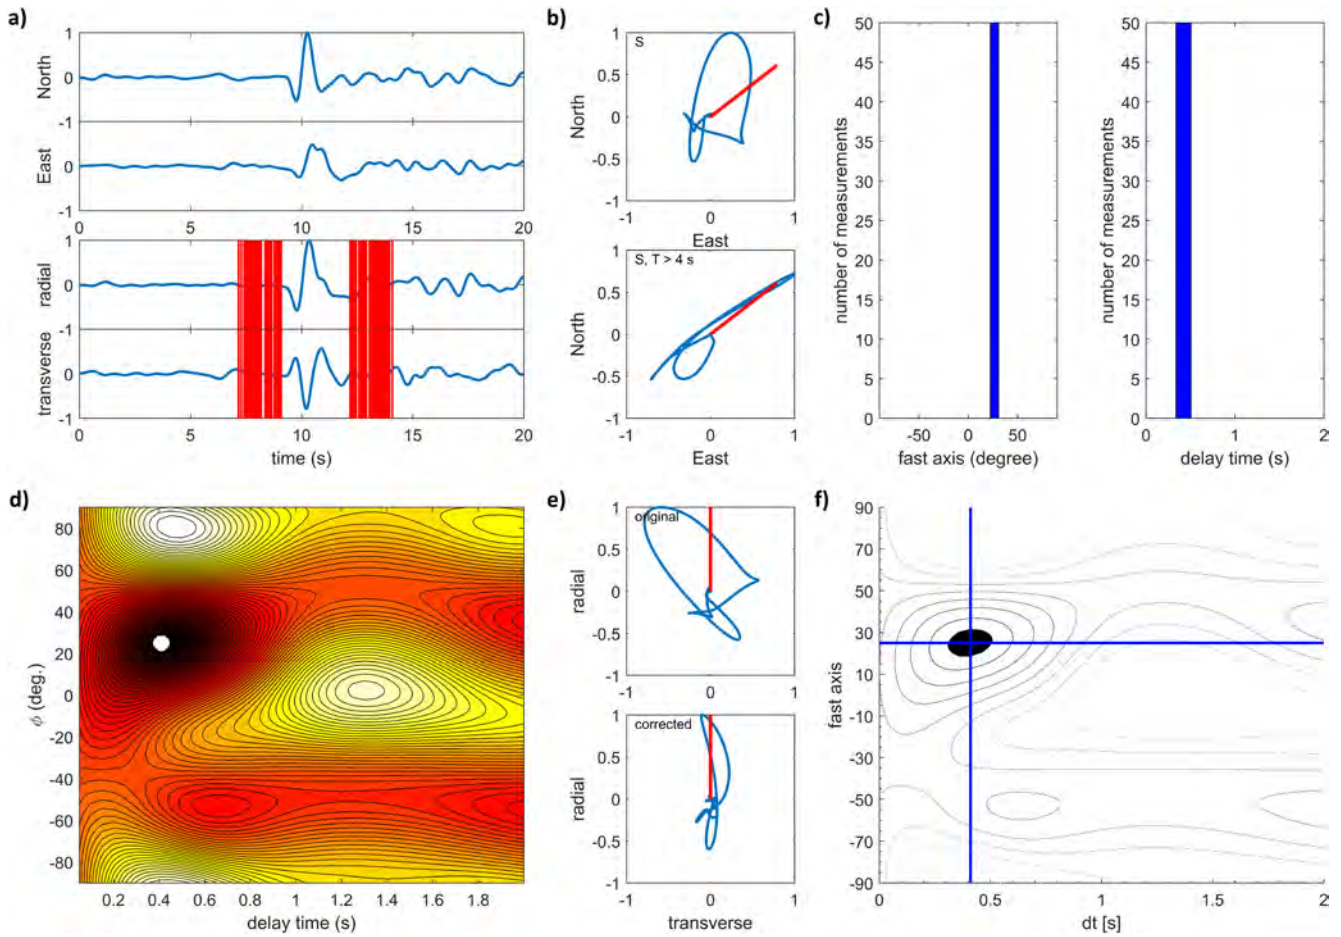 a)
1
0
-1
North
1
0
-1
East
0 5 10 15 20
1
0
-1
radial
1
0
-1
transverse
0 5 10 15 20
time (s)
b)
S
1
0.5
0
-0.5
-1
North
-1 0 1
East
S, T > 4 s
1
0.5
0
-0.5
-1
North
-1 0 1
East
c)
50
45
40
35
30
25
20
15
10
5
0
number of measurements
-50 0 50
fast axis (degree)
50
45
40
35
30
25
20
15
10
5
0
number of measurements
0 1 2s
delay time (s)
d)
80
60
40
20
0
-20
-40
-60
-80
ϕ (deg.)
0.2 0.4 0.6 0.8 1 1.2 1.4 1.6 1.8
delay time (s)
e)
original
1
0.5
0
-0.5
-1
radial
-1 0 1
corrected
1
0.5
0
-0.5
-1
radial
-1 0 1
transverse
f)
90
70
50
30
10
-10
-30
-50
-70
-90
fast axis
0 0.5 1 1.5 2s
dt [s]